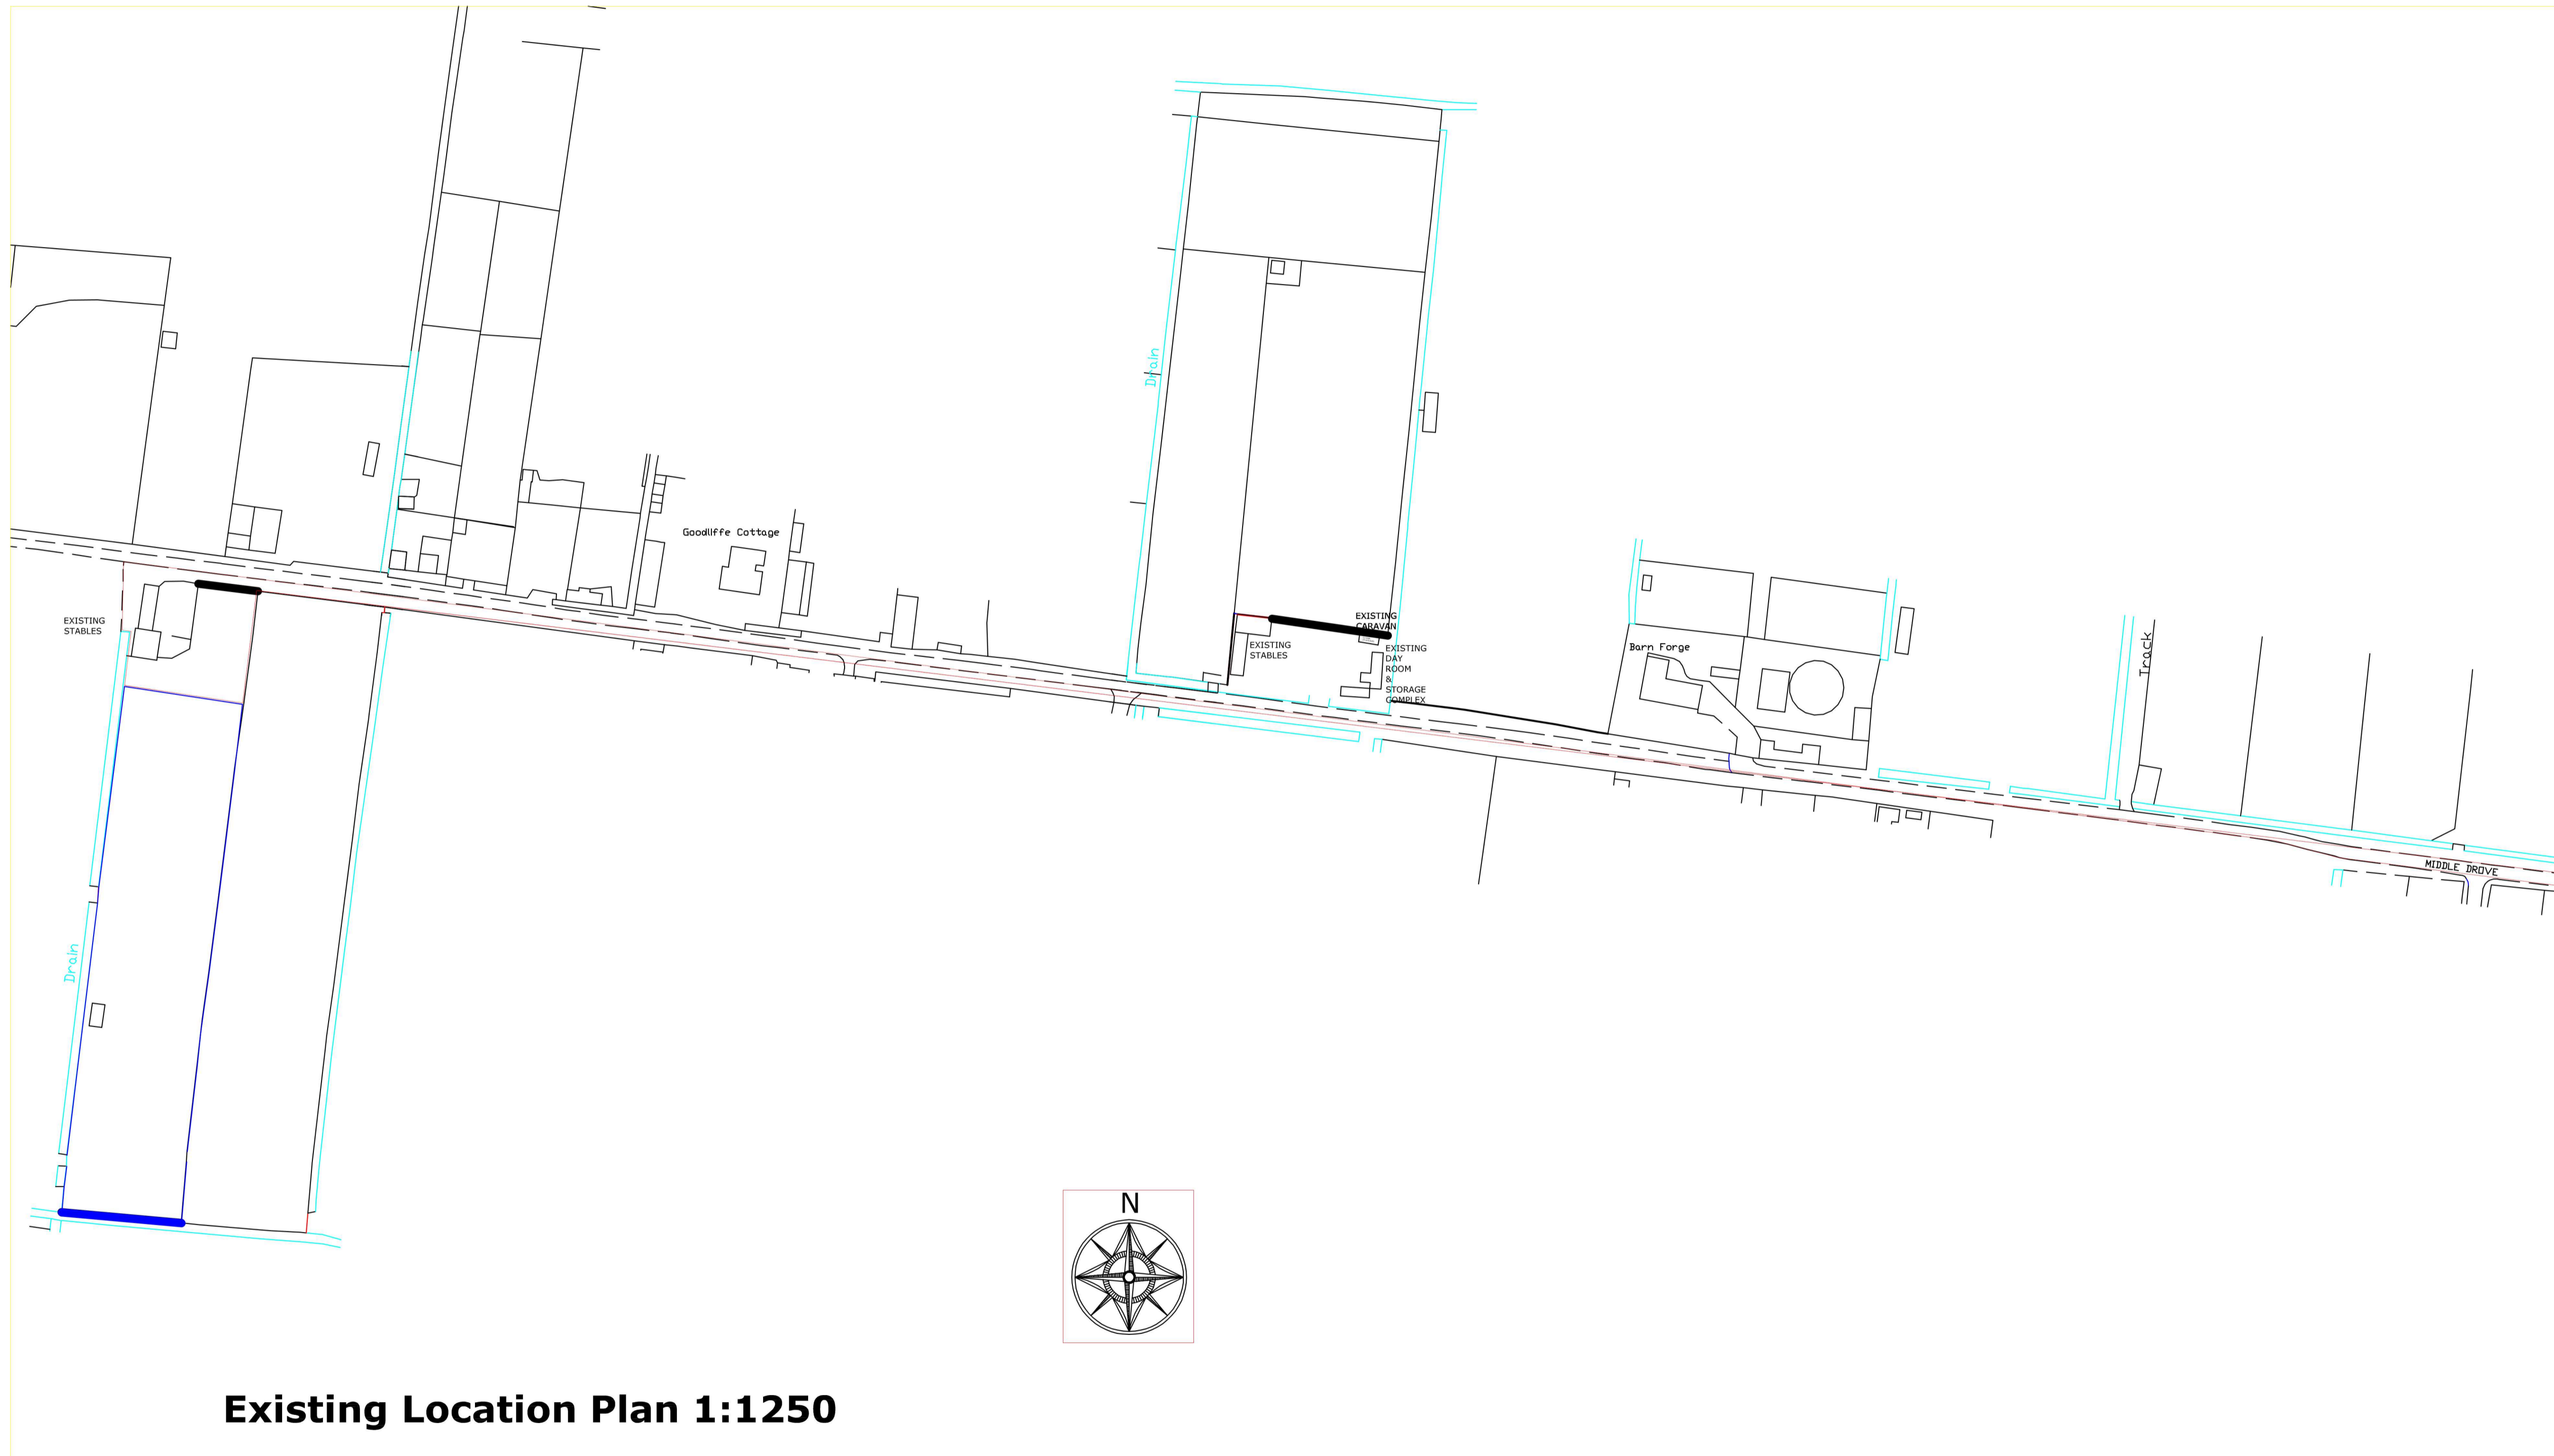 Drain
Goodliffe Cottage
EXISTING
STABLES
EXISTING
CARAVAN
EXISTING
STABLES
EXISTING
DAY
ROOM
&
STORAGE
COMPLEX
Barn Forge
Track
MIDDLE DROVE
Drain
N
Existing Location Plan 1:1250